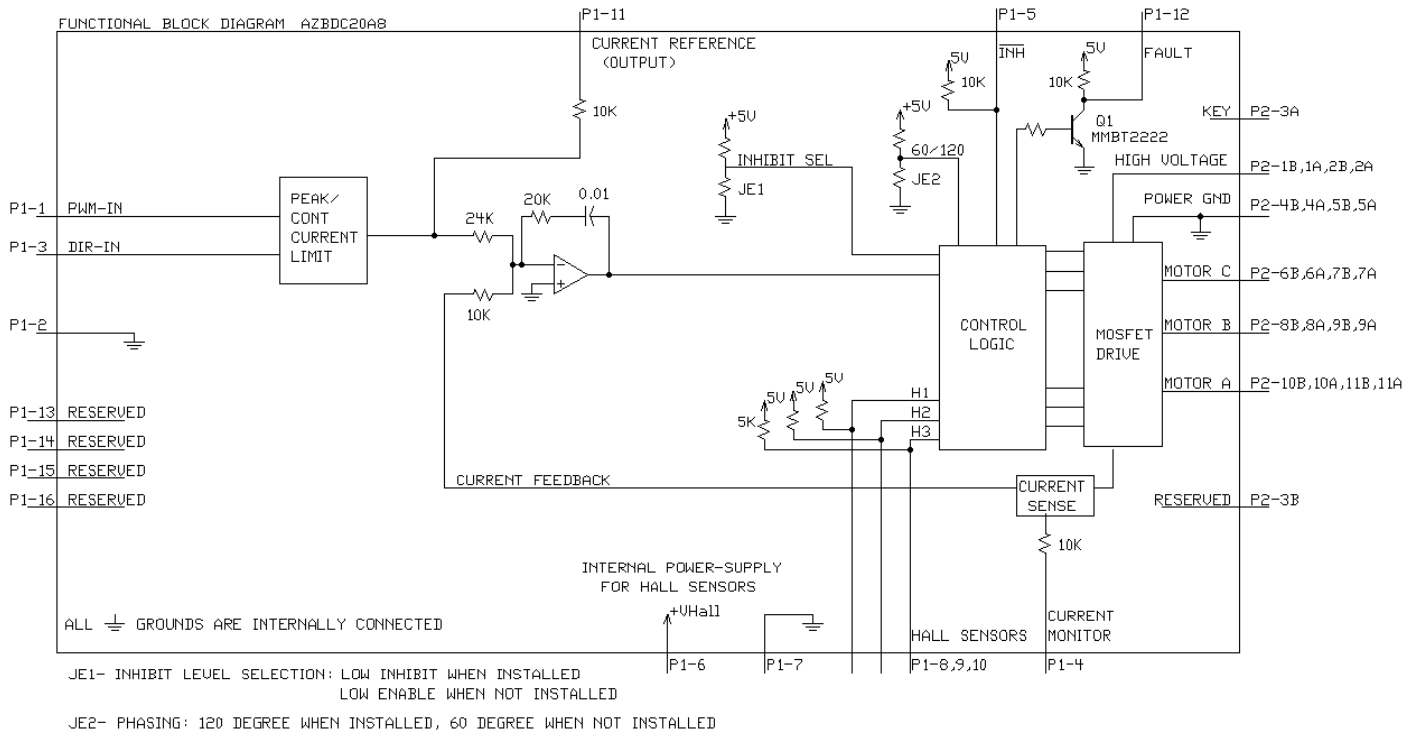 FUNCTIONAL BLOCK DIAGRAM AZBDC20A8
P1-11
P1-5
P1-12
CURRENT REFERENCE
(OUTPUT)
INH
FAULT
5V
5V
10K
10K
10K
+5V
+5V
Q1
MMBT2222
KEY
P2-3A
INHIBIT SEL
60/120
HIGH VOLTAGE
P2-1B,1A,2B,2A
JE1
JE2
PEAK/
CONT
CURRENT
LIMIT
P1-1
PWM-IN
24K
20K
0.01
POWER GND
P2-4B,4A,5B,5A
P1-3
DIR-IN
-
+
10K
MOTOR C
P2-6B,6A,7B,7A
P1-2
CONTROL
LOGIC
MOSFET
DRIVE
MOTOR B
P2-8B,8A,9B,9A
MOTOR A
P2-10B,10A,11B,11A
5V
5V
5V
5K
H1
H2
H3
P1-13
RESERVED
P1-14
RESERVED
P1-15
RESERVED
P1-16
RESERVED
CURRENT FEEDBACK
CURRENT
SENSE
RESERVED
P2-3B
10K
INTERNAL POWER-SUPPLY
FOR HALL SENSORS
+VHall
ALL GROUNDS ARE INTERNALLY CONNECTED
HALL SENSORS
CURRENT
MONITOR
P1-6
P1-7
P1-8,9,10
P1-4
JE1- INHIBIT LEVEL SELECTION: LOW INHIBIT WHEN INSTALLED
LOW ENABLE WHEN NOT INSTALLED
JE2- PHASING: 120 DEGREE WHEN INSTALLED, 60 DEGREE WHEN NOT INSTALLED